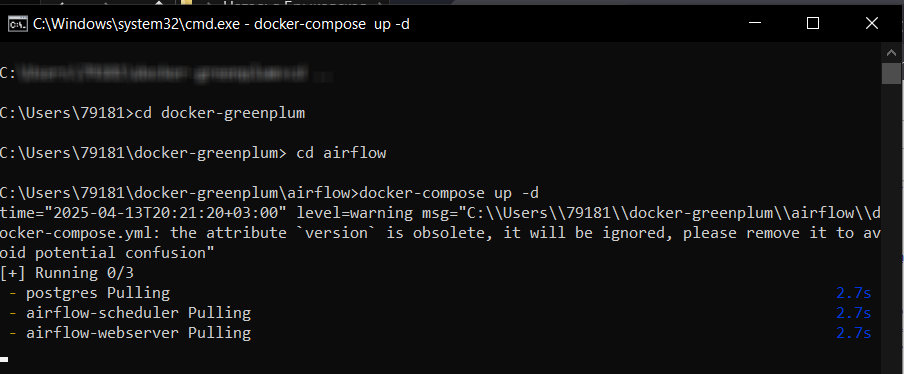 C:\Windows\system32\cmd.exe - docker-compose up -d
C:
C:\Users\79181>cd docker-greenplum
C:\Users\79181\docker-greenplum> cd airflow
C:\Users\79181\docker-greenplum\airflow>docker-compose up -d
time="2025-04-13T20:21:20+03:00" level=warning msg="C:\\Users\\79181\\docker-greenplum\\airflow\\d
ocker-compose.yml: the attribute `version` is obsolete, it will be ignored, please remove it to av
oid potential confusion"
[+] Running 0/3
- postgres Pulling 2.7s
- airflow-scheduler Pulling 2.7s
- airflow-webserver Pulling 2.7s